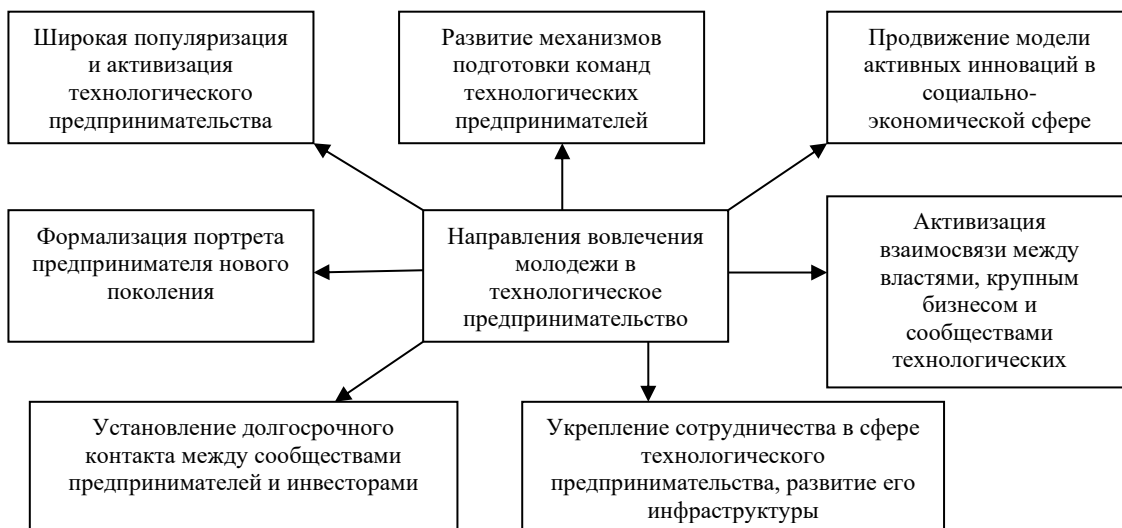 Широкая популяризация
и активизация
технологического
предпринимательства
Развитие механизмов
подготовки команд
технологических
предпринимателей
Продвижение модели
активных инноваций в
социально-
экономической сфере
Формализация портрета
предпринимателя нового
поколения
Направления вовлечения
молодежи в
технологическое
предпринимательство
Активизация
взаимосвязи между
властями, крупным
бизнесом и
сообществами
технологических
Установление долгосрочного
контакта между сообществами
предпринимателей и инвесторами
Укрепление сотрудничества в сфере
технологического
предпринимательства, развитие его
инфраструктуры